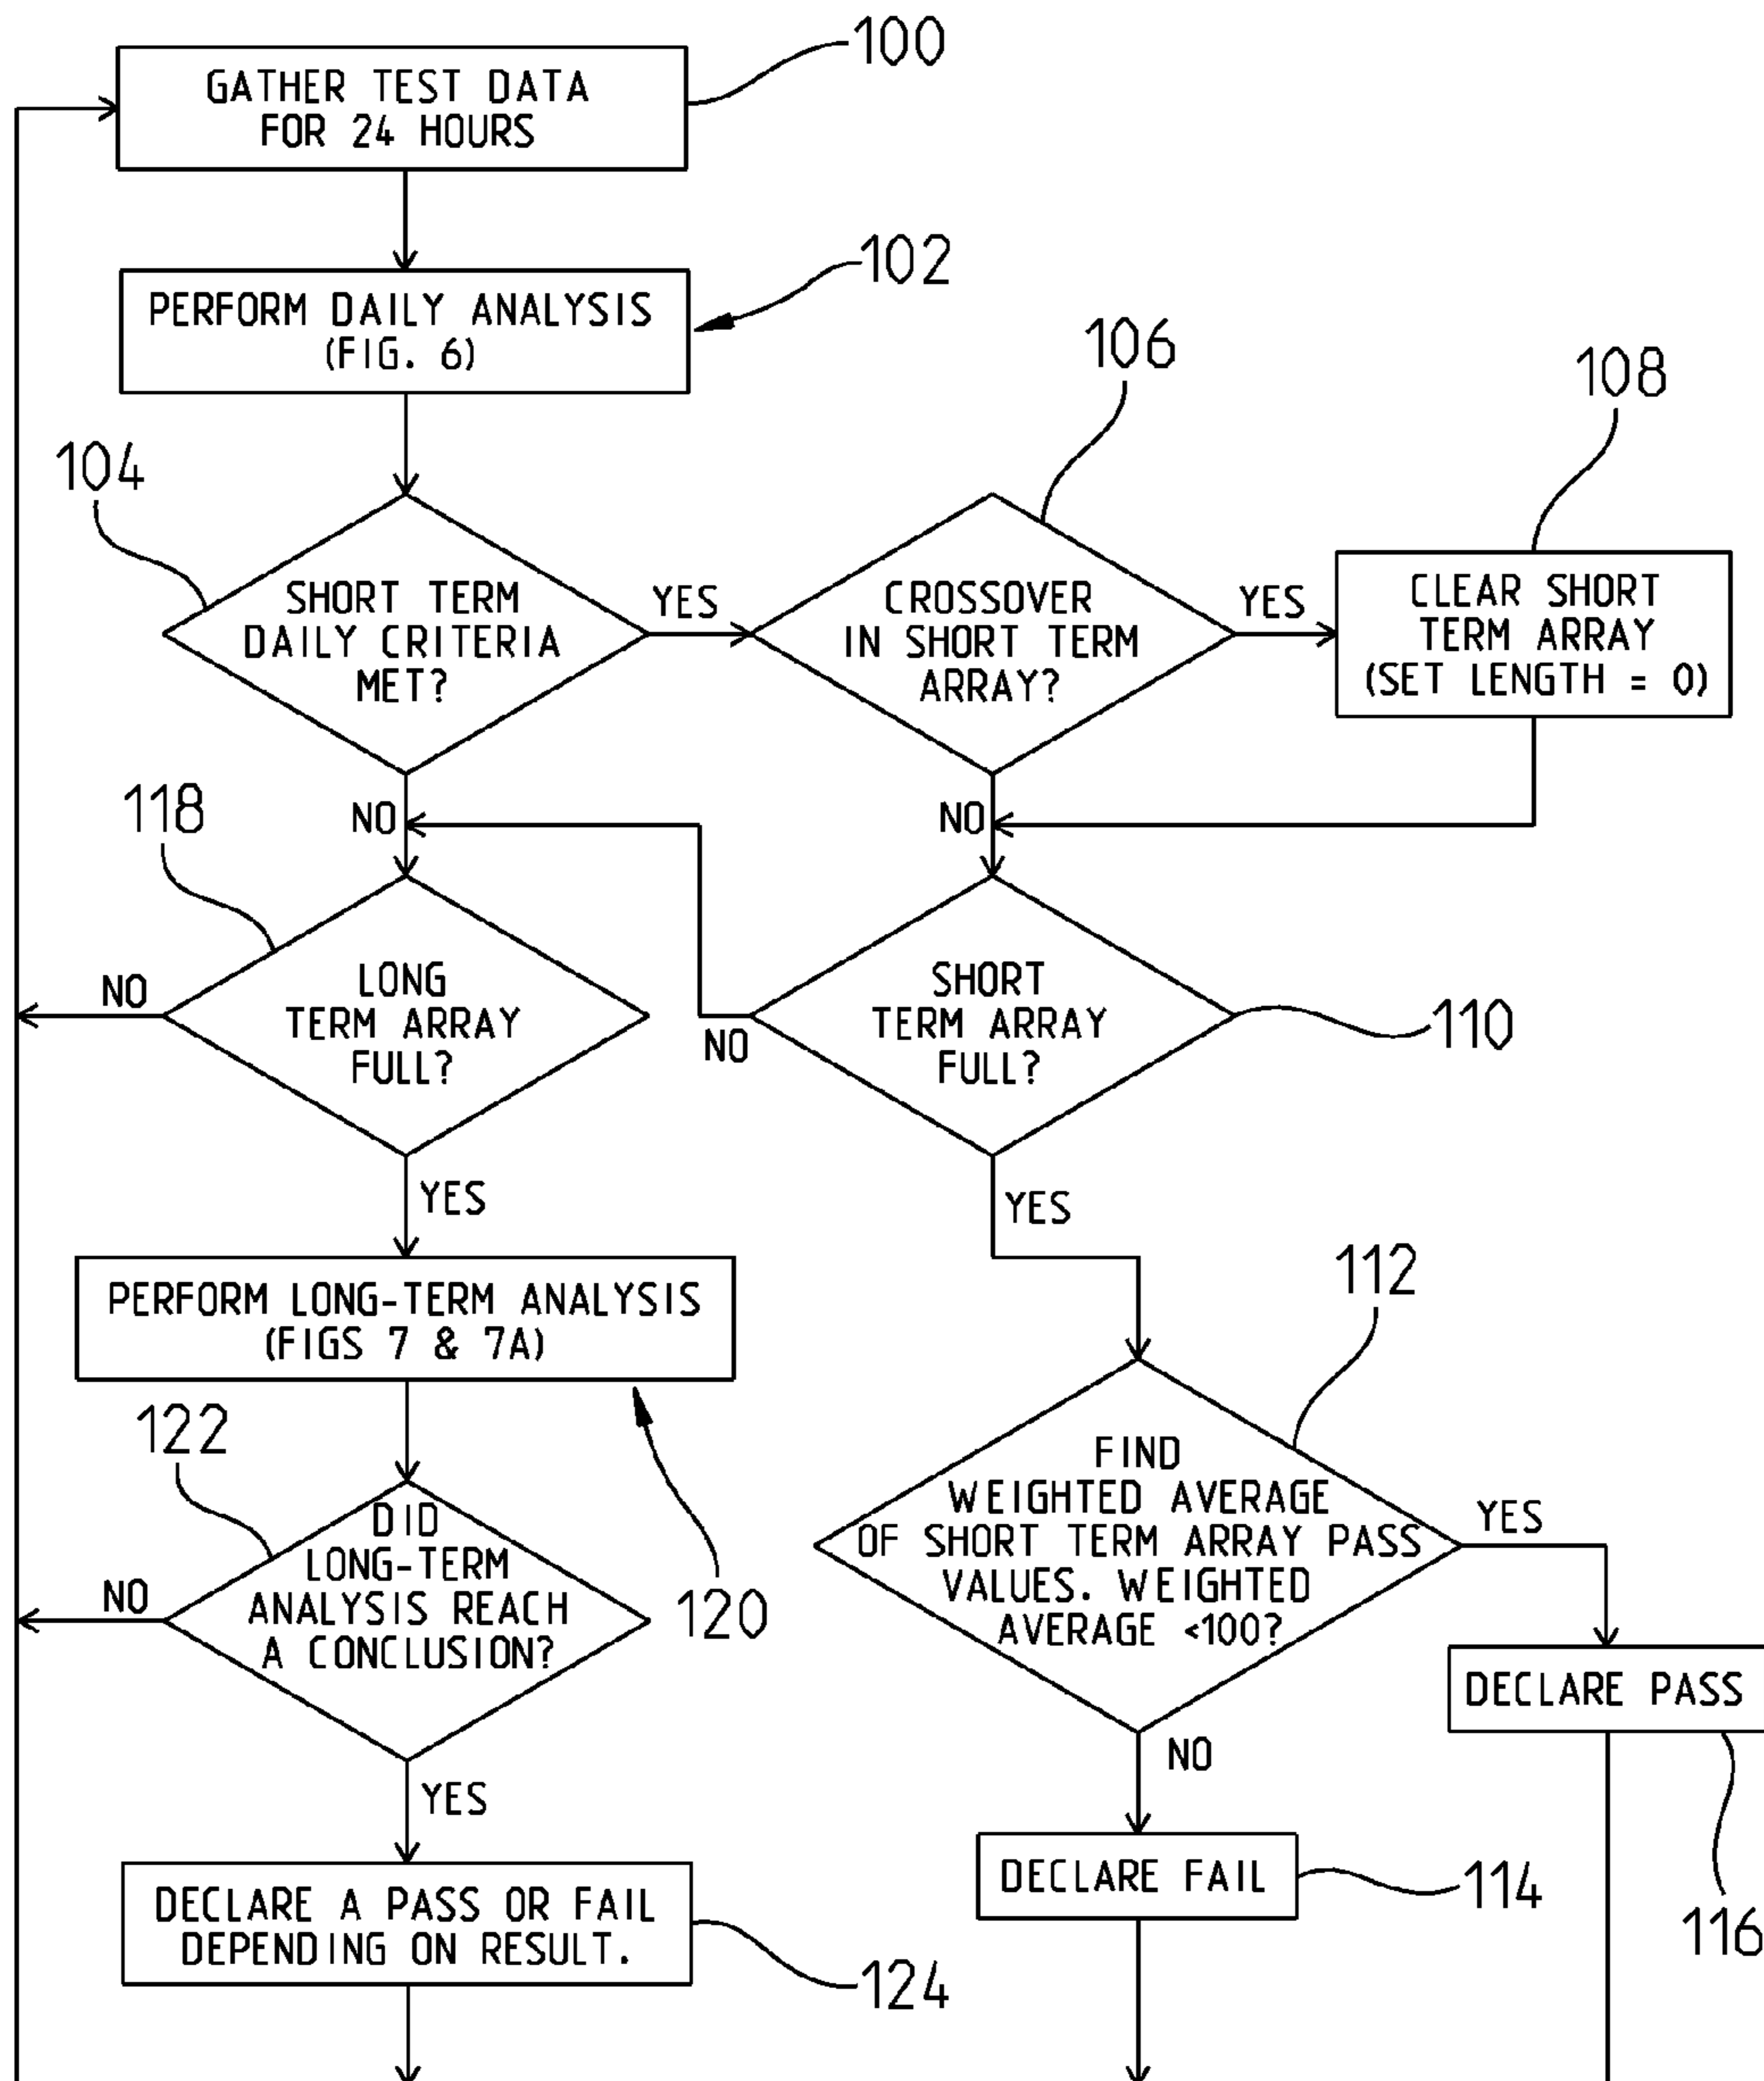 100
GATHER TEST DATA
FOR 24 HOURS
102
PERFORM DAILY ANALYSIS
(FIG. 6)
106
108
104
SHORT TERM
DAILY CRITERIA
MET?
YES
CROSSOVER
IN SHORT TERM
ARRAY?
YES
CLEAR SHORT
TERM ARRAY
(SET LENGTH = 0)
118
NO
NO
LONG
TERM ARRAY
FULL?
NO
SHORT
TERM ARRAY
FULL?
NO
110
YES
YES
PERFORM LONG-TERM ANALYSIS
(FIGS 7 & 7A)
112
122
120
DID
LONG-TERM
ANALYSIS REACH
A CONCLUSION?
NO
FIND
WEIGHTED AVERAGE
OF SHORT TERM ARRAY PASS
VALUES. WEIGHTED
AVERAGE <100?
YES
DECLARE PASS
NO
YES
DECLARE A PASS OR FAIL
DEPENDING ON RESULT.
124
DECLARE FAIL
114
116